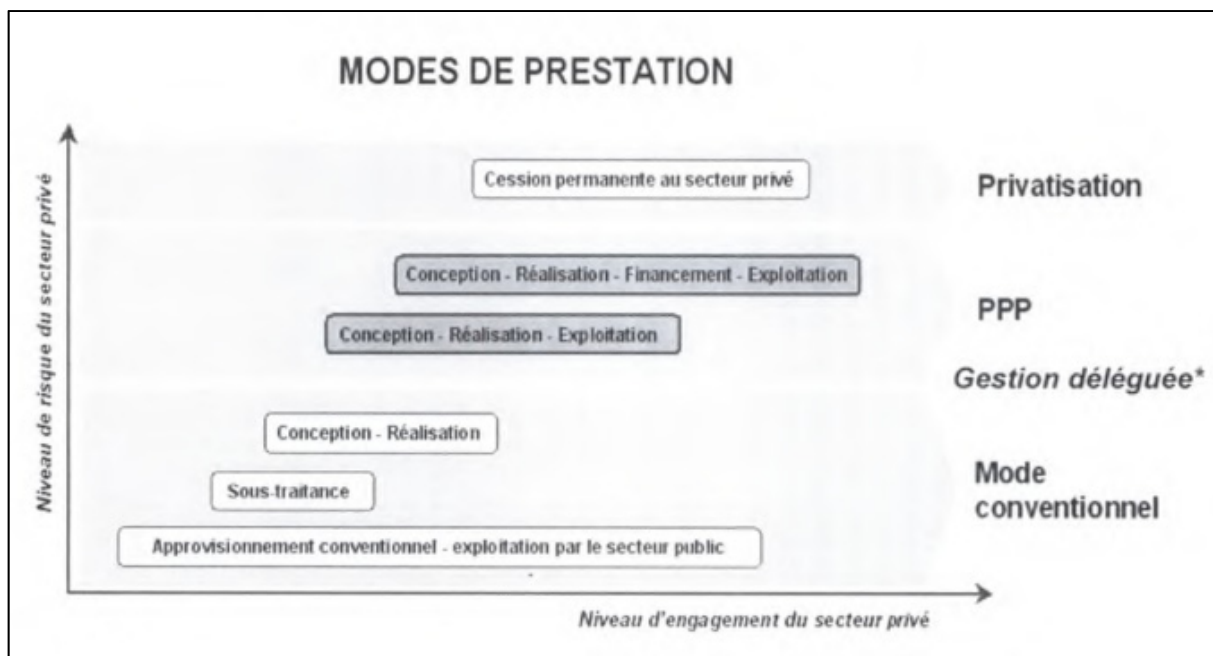 MODES DE PRESTATION
Niveau de risque du secteur privé
Cession permanente au secteur privé
Privatisation
Conception - Réalisation - Financement - Exploitation
Conception - Réalisation - Exploitation
PPP
Gestion déléguée*
Conception - Réalisation
Sous-traitance
Mode
conventionnel
Approvisionnement conventionnel - exploitation par le secteur public
Niveau d'engagement du secteur privé